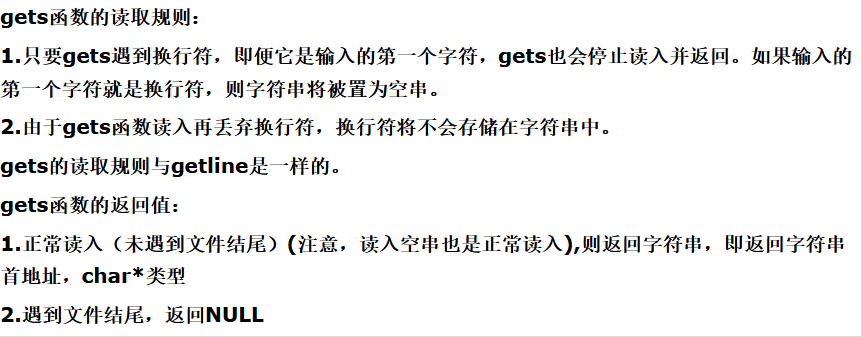 gets函数的读取规则：
1.只要gets遇到换行符，即便它是输入的第一个字符，gets也会停止读入并返回。如果输入的
第一个字符就是换行符，则字符串将被置为空串。
2.由于gets函数读入再丢弃换行符，换行符将不会存储在字符串中。
gets的读取规则与getline是一样的。
gets函数的返回值：
1.正常读入（未遇到文件结尾）(注意，读入空串也是正常读入),则返回字符串，即返回字符串
首地址，char*类型
2.遇到文件结尾，返回NULL